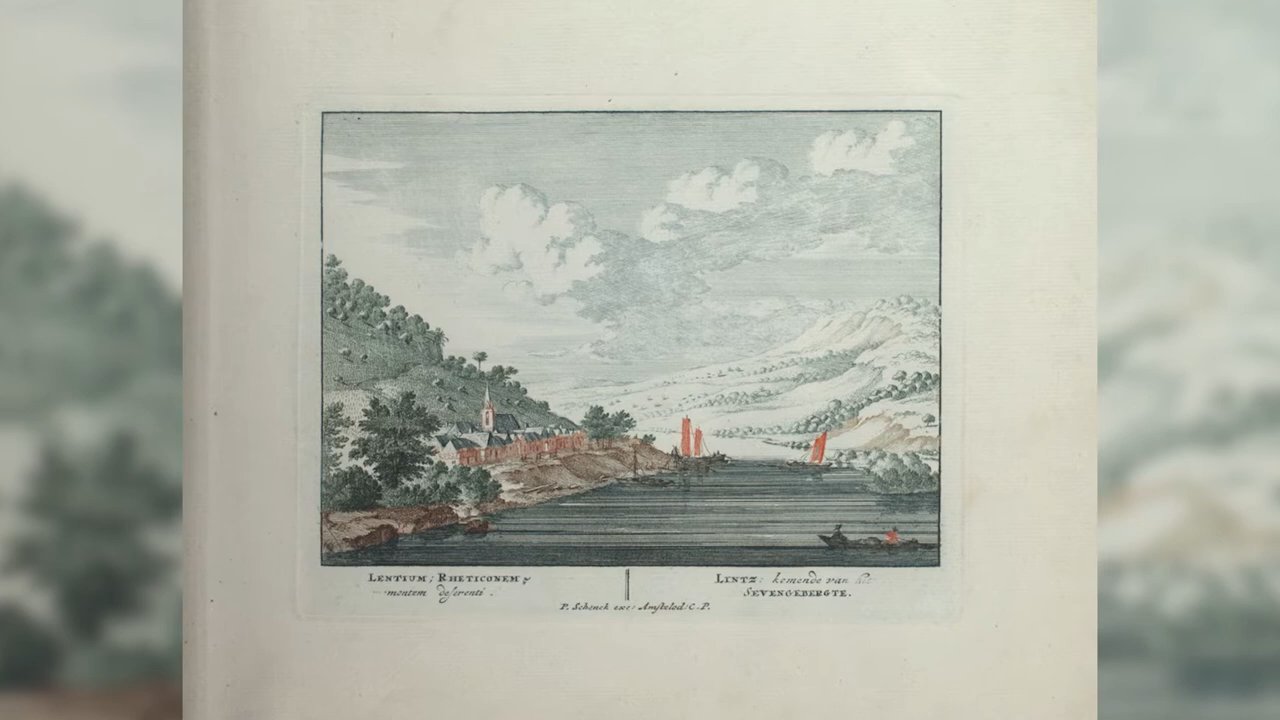 LENTIUM; RHETICONEM
montem deserenti.
LINTZ: komende van het
SEVENGEBERGTE.
P. Schenck exc: Amstelod: C.P.